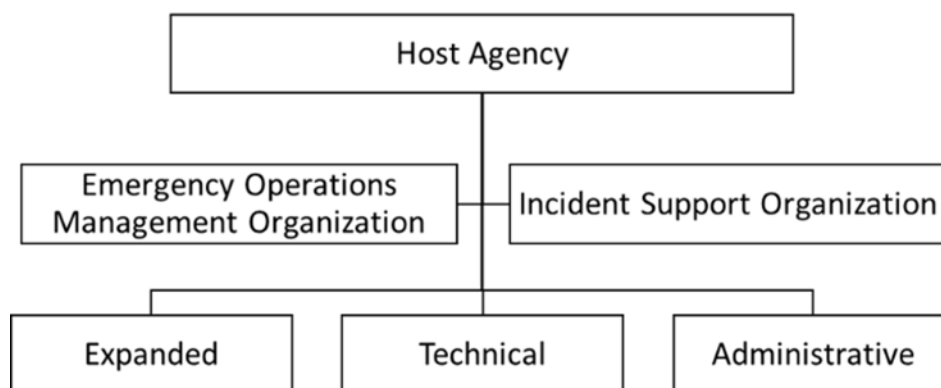 Host Agency
Emergency Operations
Management Organization
Incident Support Organization
Expanded
Technical
Administrative